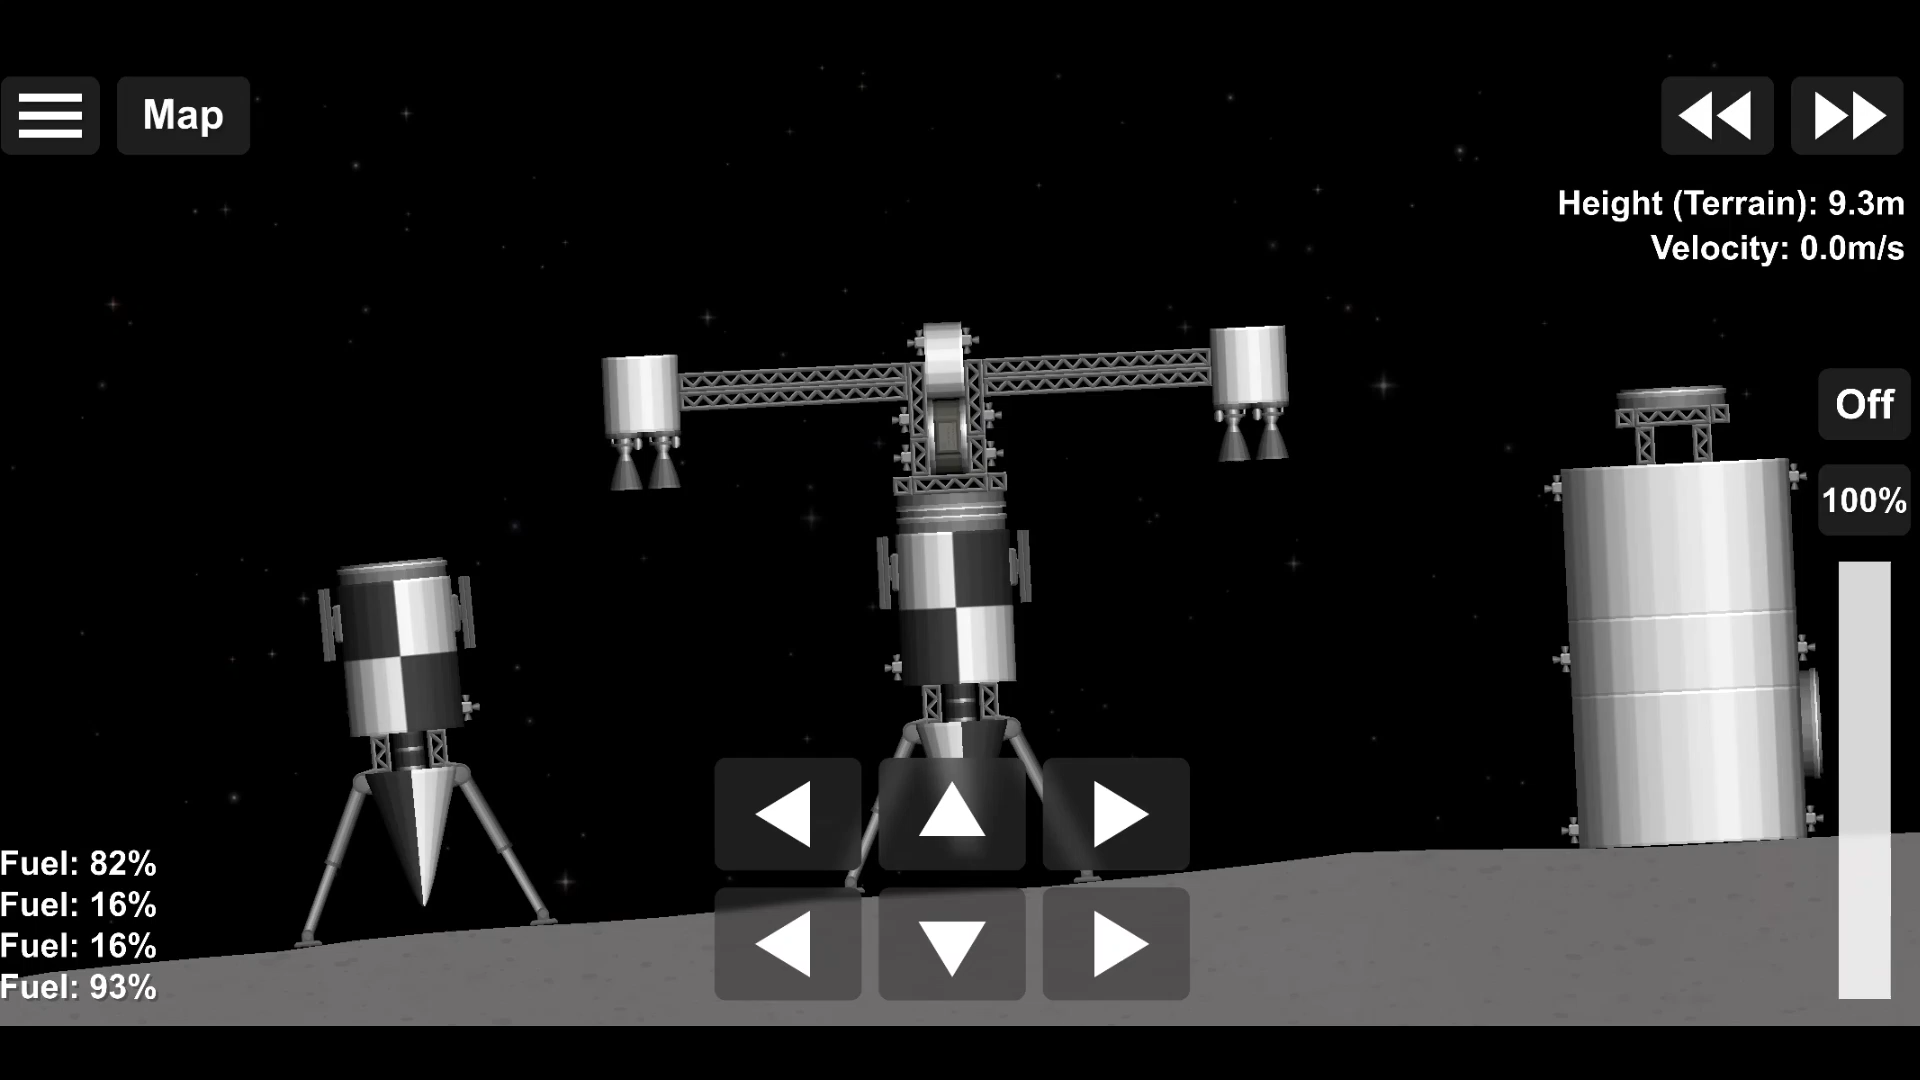 Map
Height (Terrain): 9.3m
Velocity: 0.0m/s
Off
100%
Fuel: 82%
Fuel: 16%
Fuel: 16%
Fuel: 93%